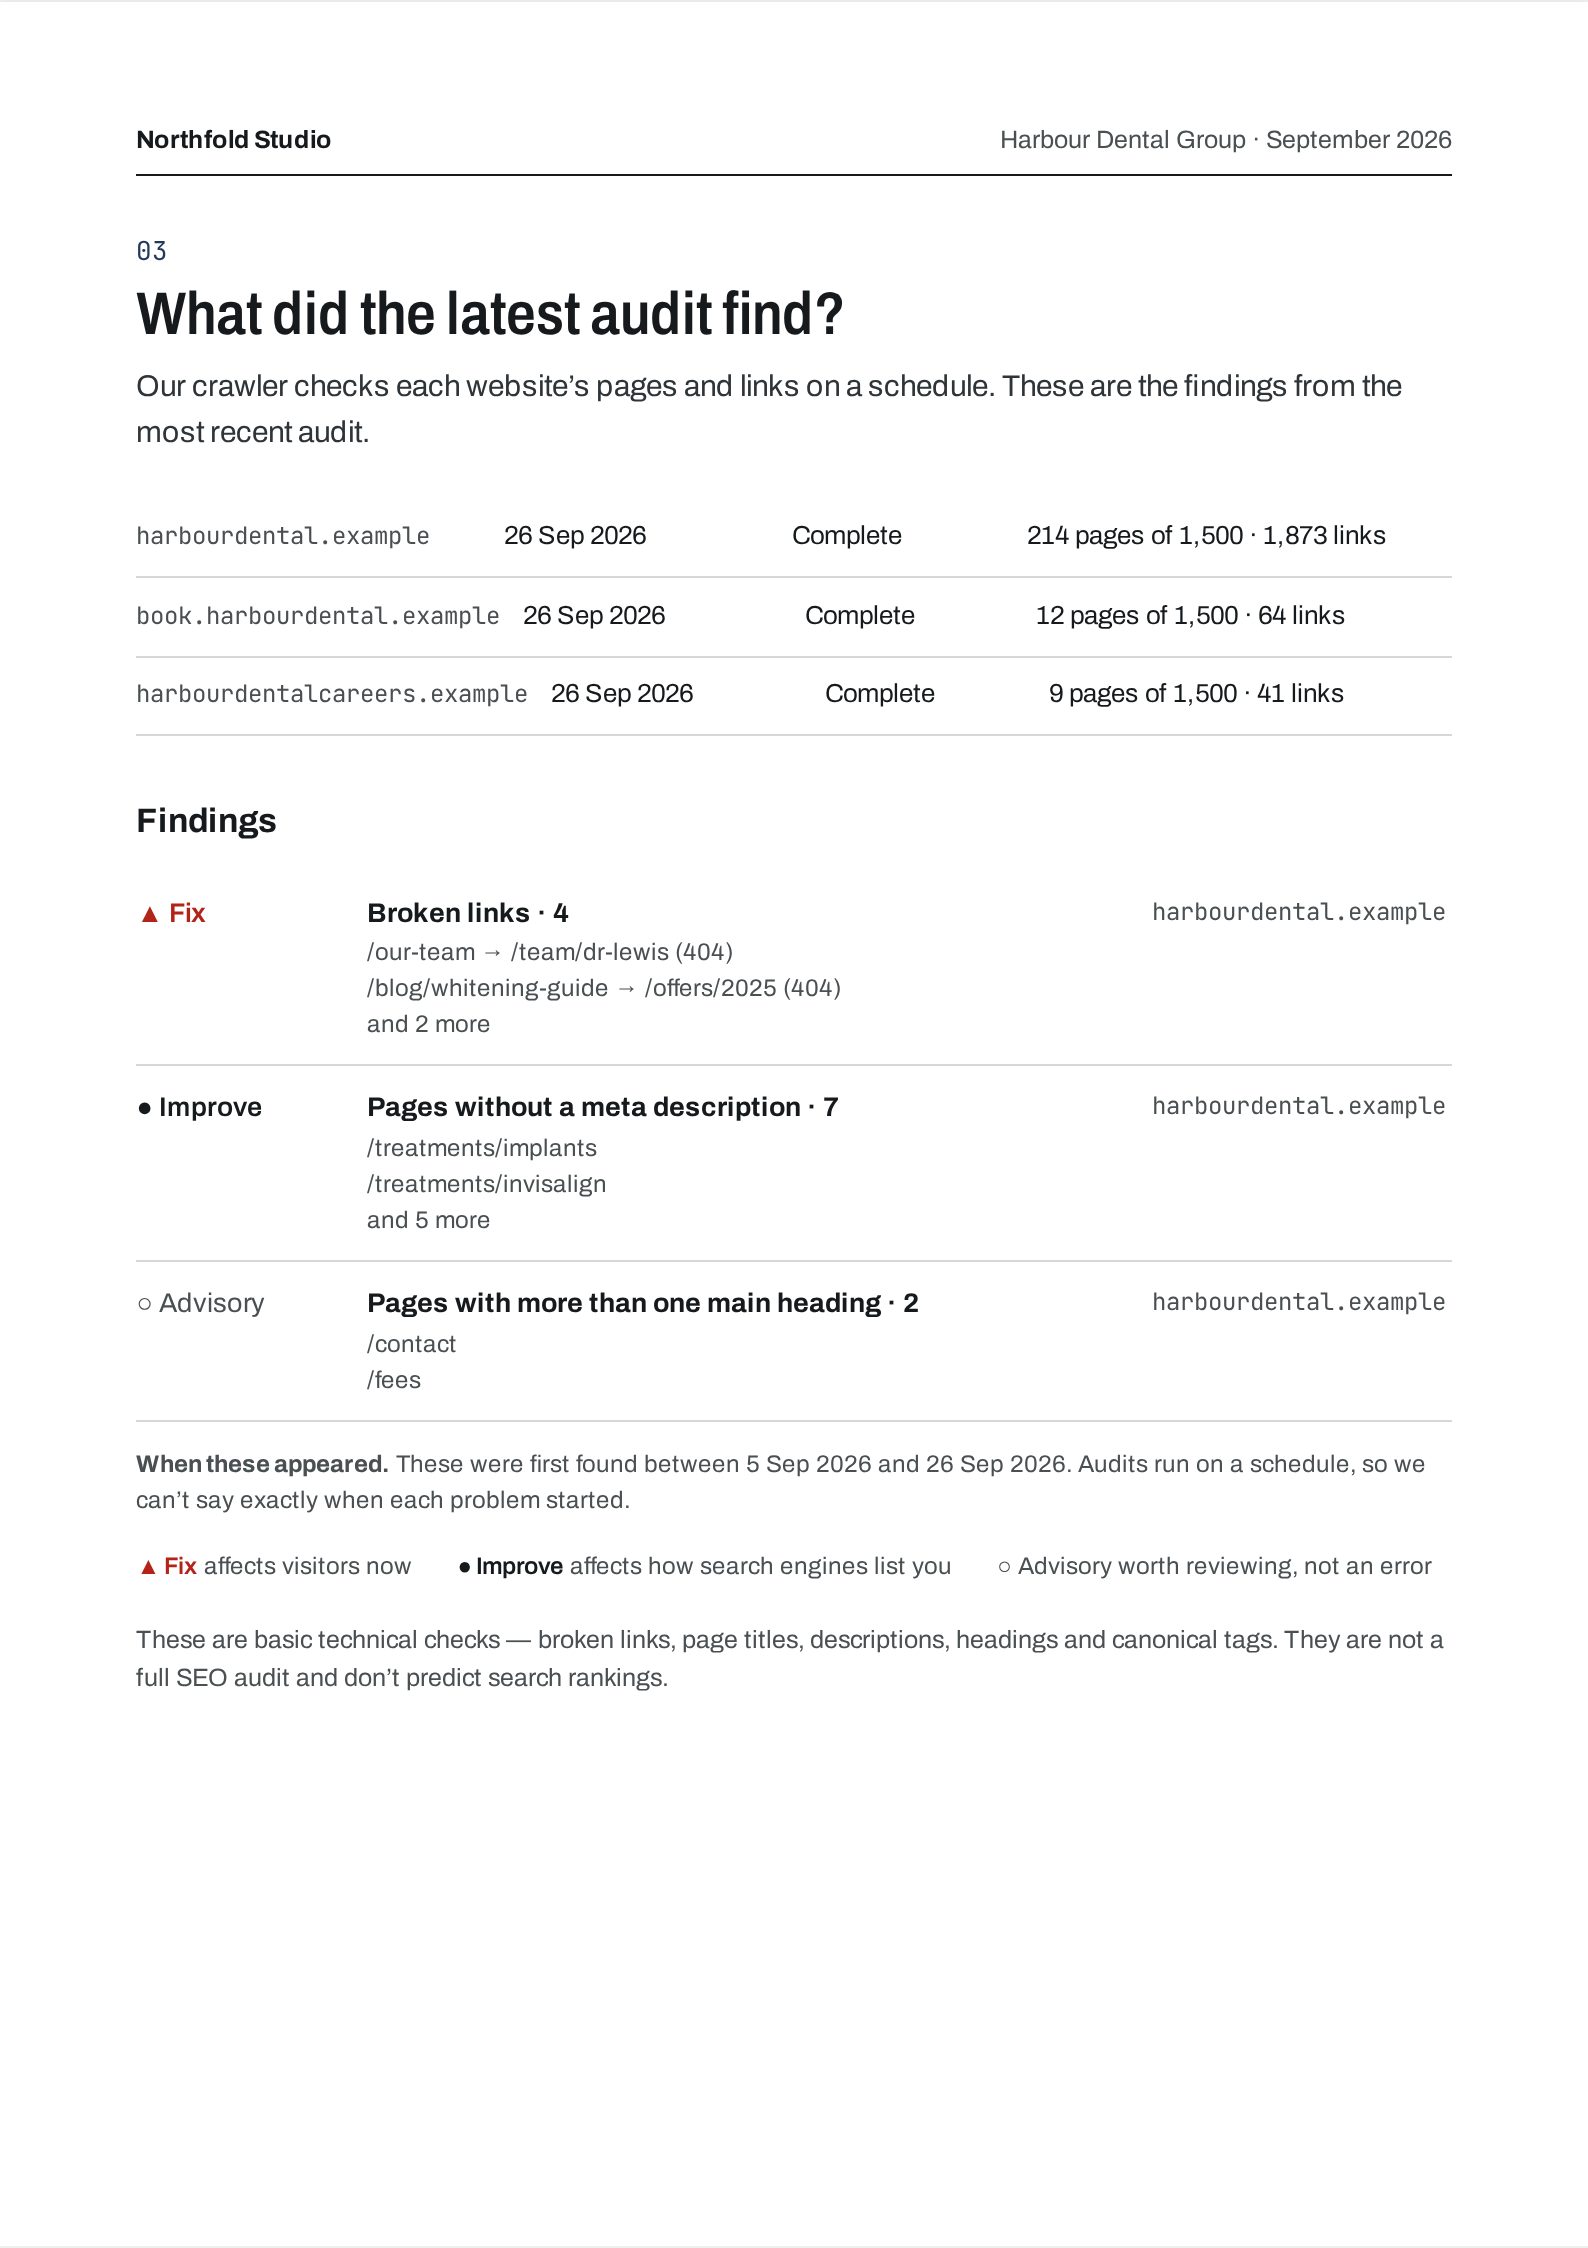 Northfold Studio Harbour Dental Group · September 2026
03
What did the latest audit find?
Our crawler checks each website’s pages and links on a schedule. These are the findings from the
most recent audit.
harbourdental.example 26 Sep 2026 Complete 214 pages of 1,500 · 1,873 links
book.harbourdental.example 26 Sep 2026 Complete 12 pages of 1,500 · 64 links
harbourdentalcareers.example 26 Sep 2026 Complete 9 pages of 1,500 · 41 links
Findings
▲ Fix Broken links · 4 harbourdental.example
/our-team → /team/dr-lewis (404)
/blog/whitening-guide → /offers/2025 (404)
and 2 more
● Improve Pages without a meta description · 7 harbourdental.example
/treatments/implants
/treatments/invisalign
and 5 more
○ Advisory Pages with more than one main heading · 2 harbourdental.example
/contact
/fees
When these appeared. These were first found between 5 Sep 2026 and 26 Sep 2026. Audits run on a schedule, so we
can’t say exactly when each problem started.
▲ Fix affects visitors now ● Improve affects how search engines list you ○ Advisory worth reviewing, not an error
These are basic technical checks — broken links, page titles, descriptions, headings and canonical tags. They are not a
full SEO audit and don’t predict search rankings.